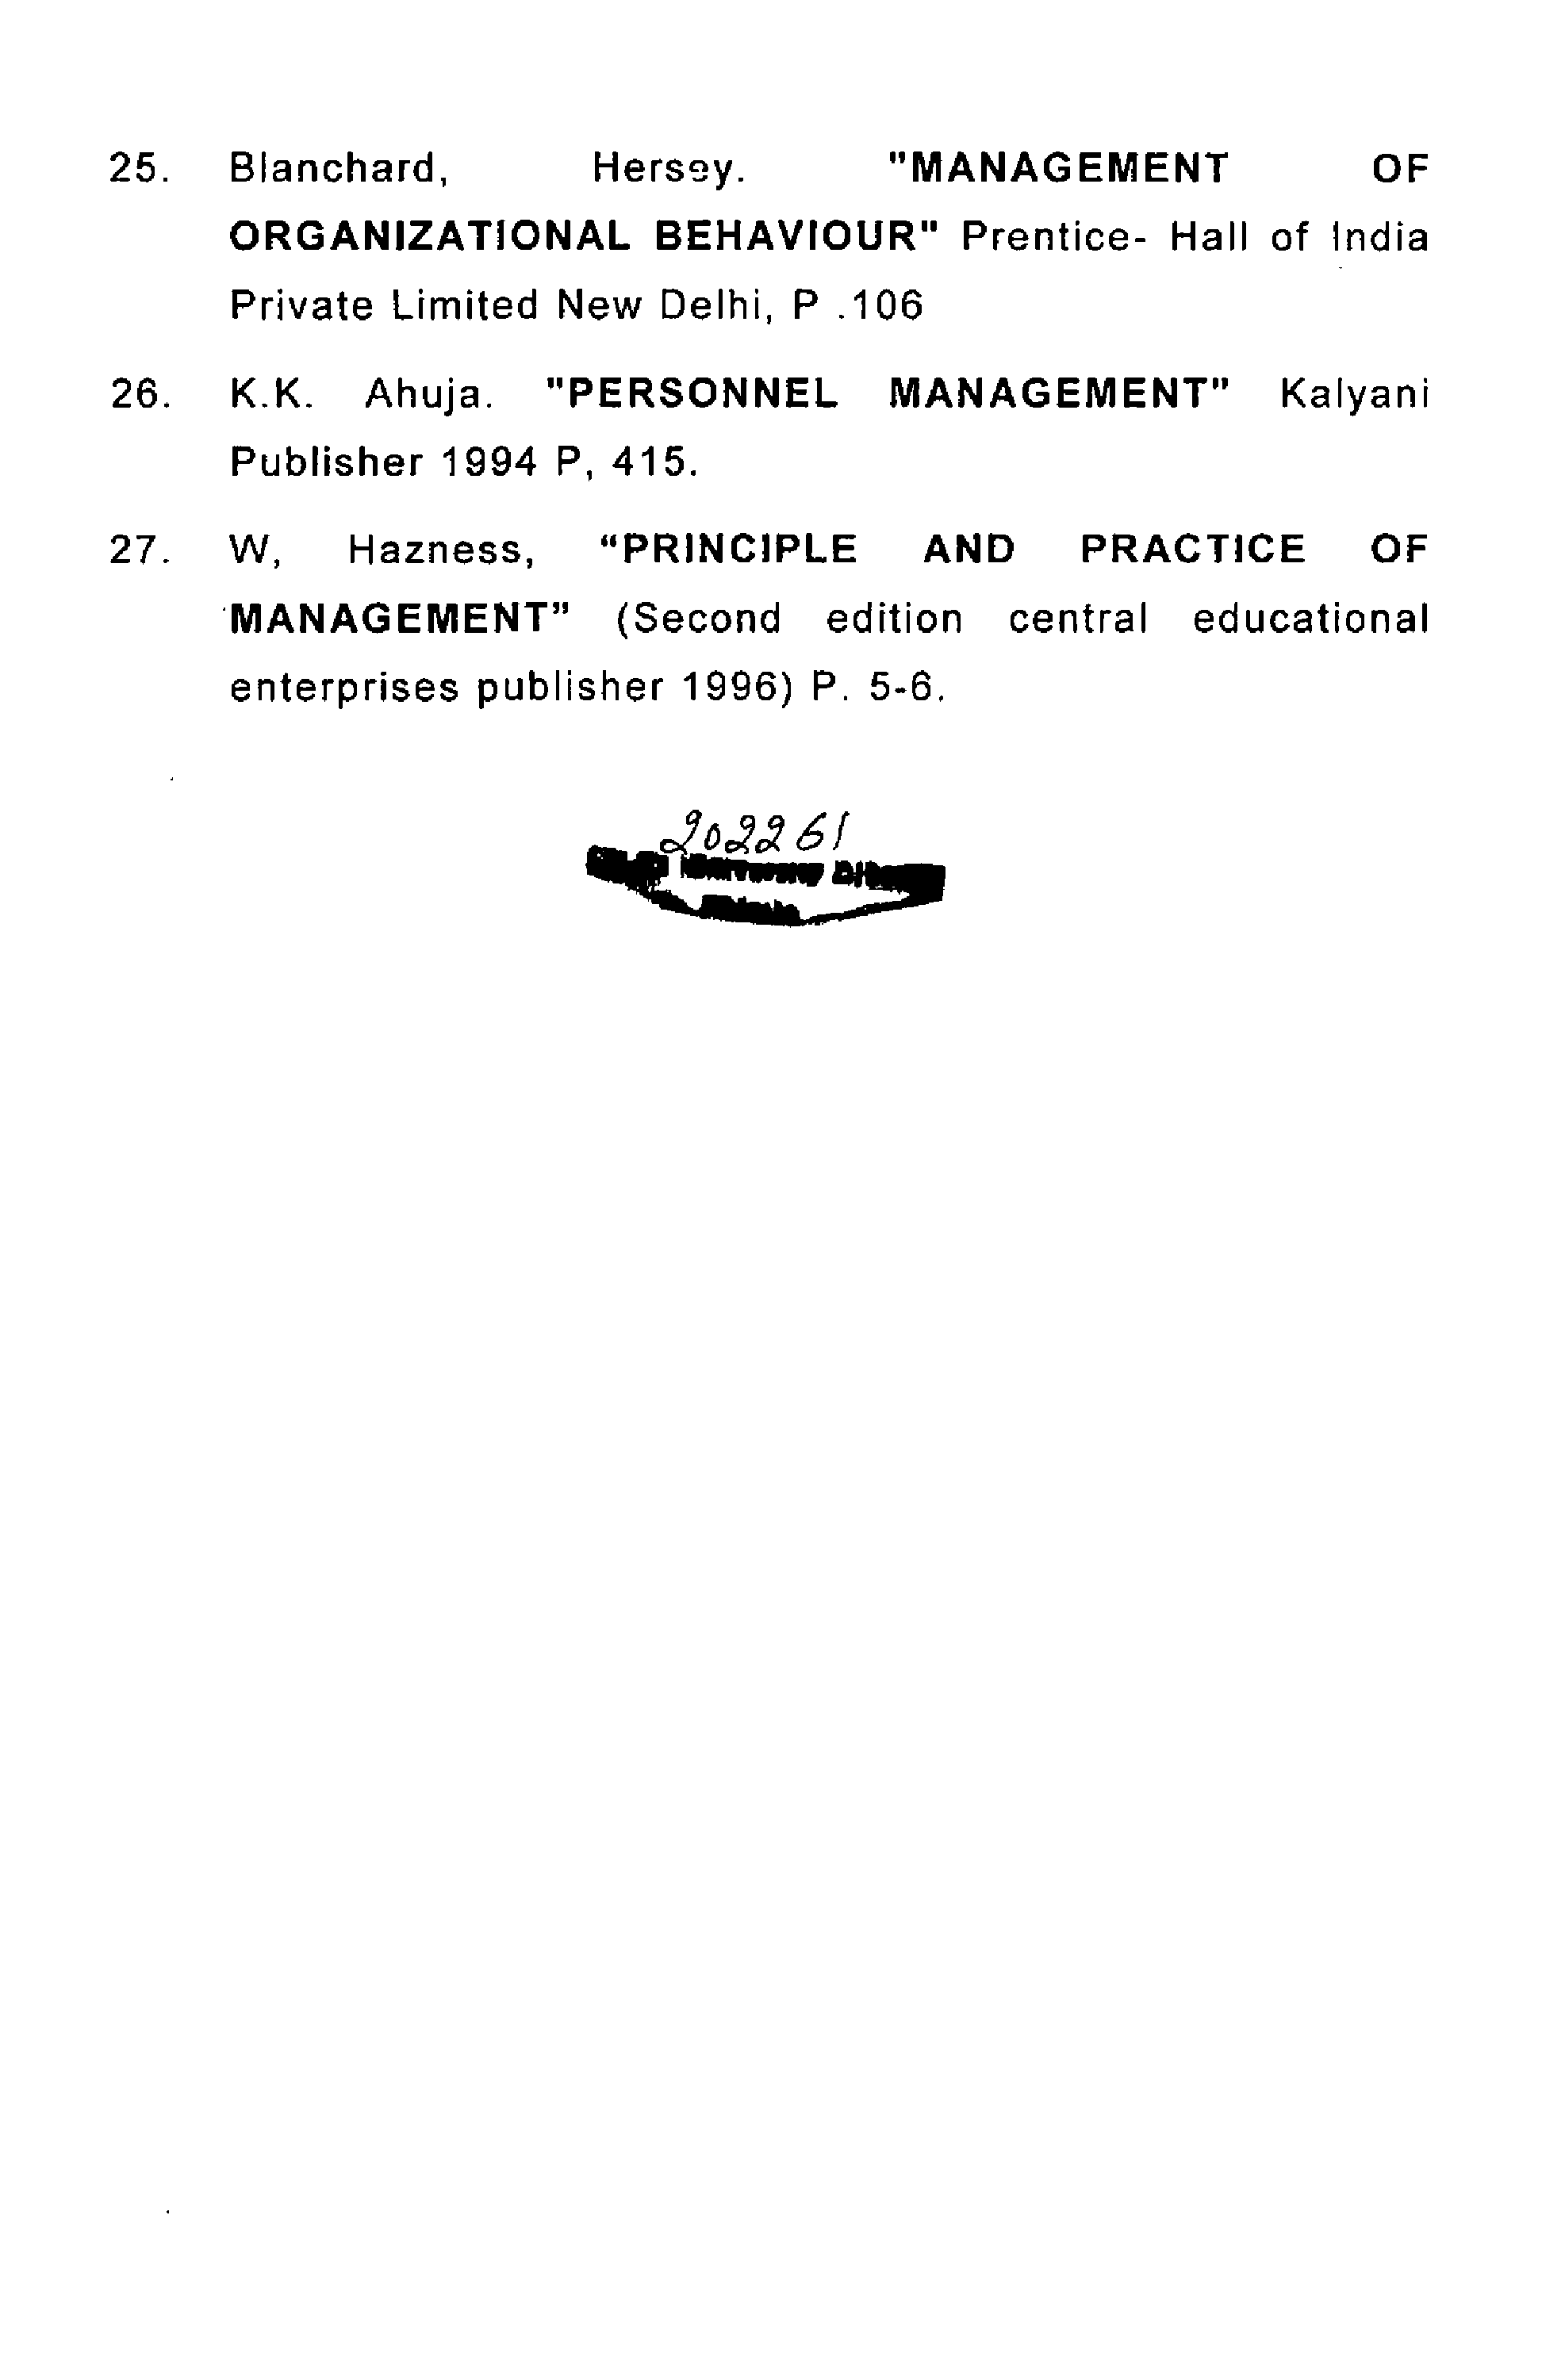 25. Blanchard, Hersey. "MANAGEMENT OF
ORGANIZATIONAL BEHAVIOUR" Prentice- Hall of India
Private Limited New Delhi, P .106
26. K.K. Ahuja. "PERSONNEL MANAGEMENT" Kalyani
Publisher 1994 P, 415.
27. W, Hazness, “PRINCIPLE AND PRACTICE OF
MANAGEMENT” (Second edition central educational
enterprises publisher 1996) P. 5-6.
202261